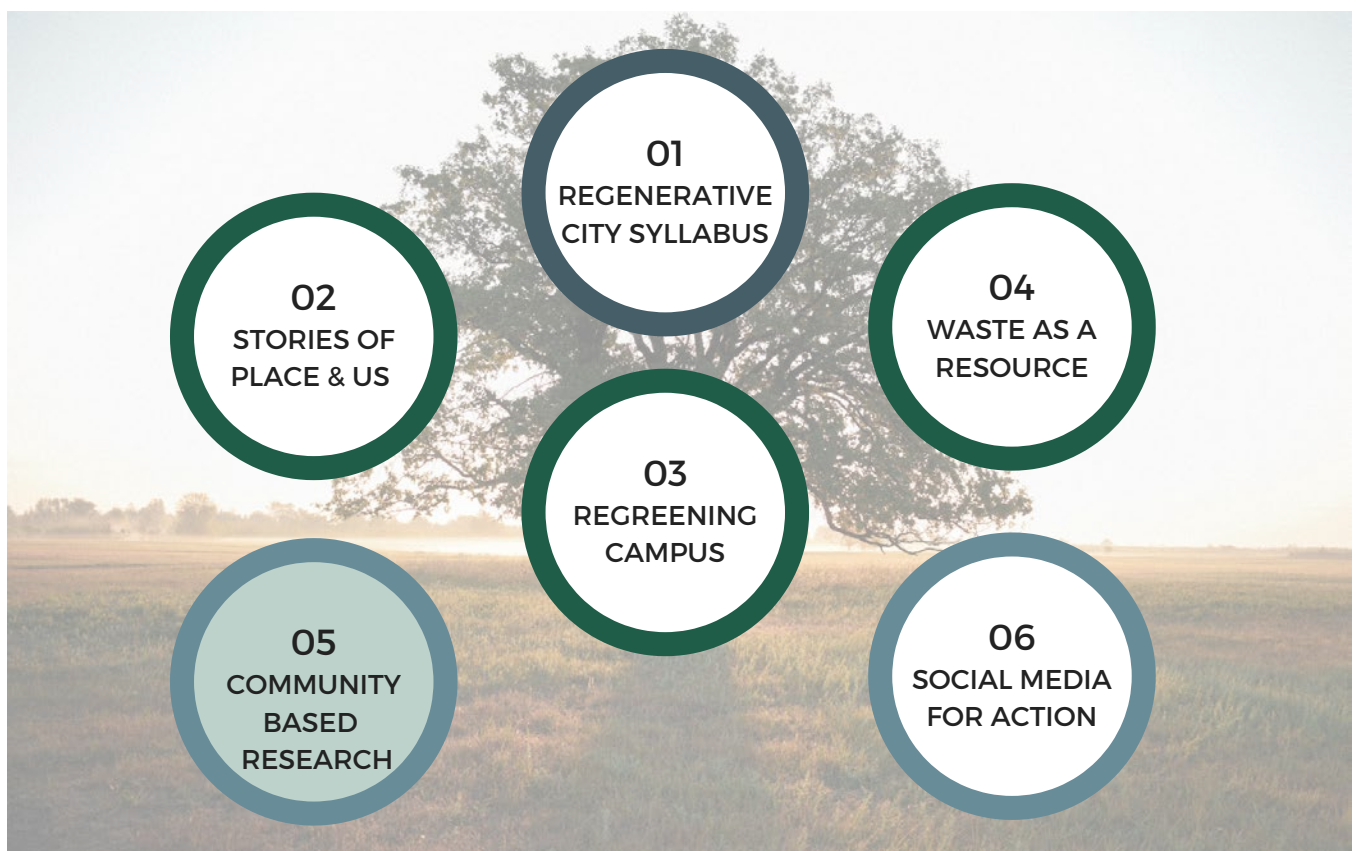 01
REGENERATIVE
CITY SYLLABUS
02
STORIES OF
PLACE & US
03
REGREENING
CAMPUS
04
WASTE AS A
RESOURCE
05
COMMUNITY
BASED
RESEARCH
06
SOCIAL MEDIA
FOR ACTION